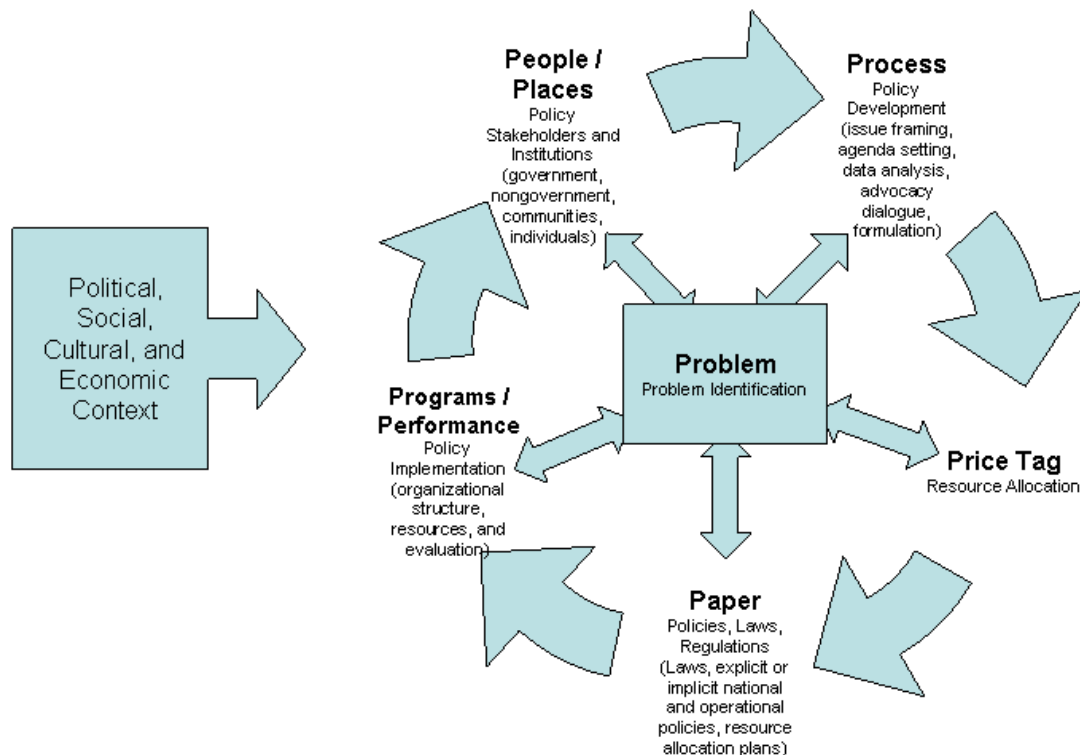 Political,
Social,
Cultural, and
Economic
Context
People /
Places
Policy
Stakeholders and
Institutions
(government,
nongovernment,
communities,
individuals)
Process
Policy
Development
(issue framing,
agenda setting,
data analysis,
advocacy
dialogue,
formulation)
Problem
Problem Identification
Programs /
Performance
Policy
Implementation
(organizational
structure,
resources, and
evaluation)
Price Tag
Resource Allocation
Paper
Policies, Laws,
Regulations
(Laws, explicit or
implicit national
and operational
policies, resource
allocation plans)